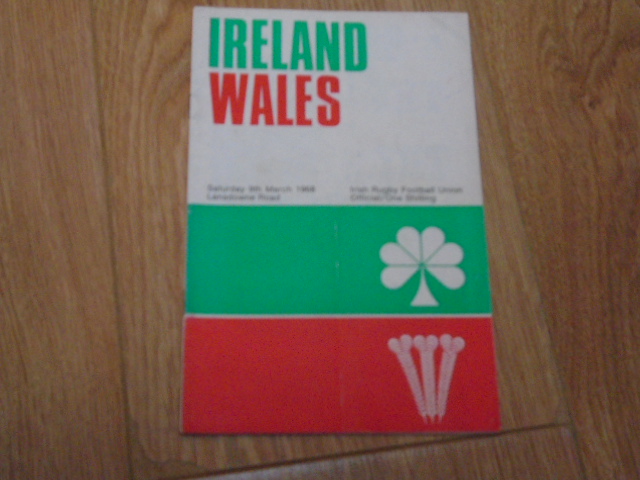 IRELAND
WALES
Saturday 9th March 1968
Lansdowne Road
Irish Rugby Football Union
Official/One Shilling